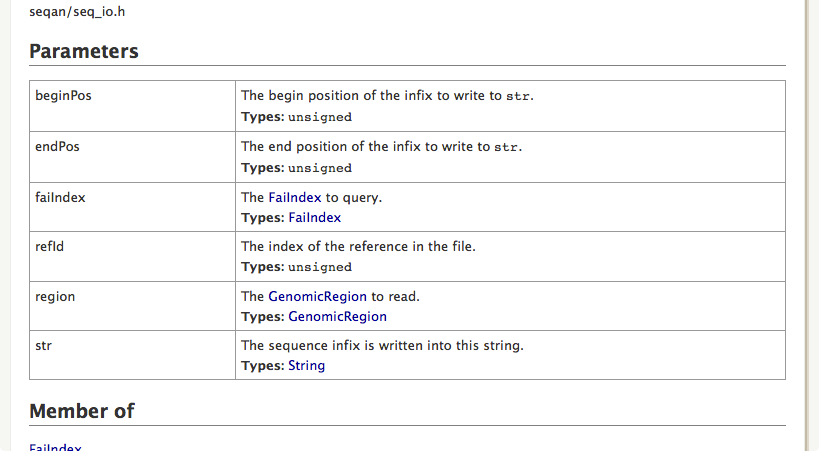 seqan/seq_io.h
Parameters
beginPos
The begin position of the infix to write to str.
Types: unsigned
endPos
The end position of the infix to write to str.
Types: unsigned
faiIndex
The FaiIndex to query.
Types: FaiIndex
refId
The index of the reference in the file.
Types: unsigned
region
The GenomicRegion to read.
Types: GenomicRegion
str
The sequence infix is written into this string.
Types: String
Member of
FaiIndex